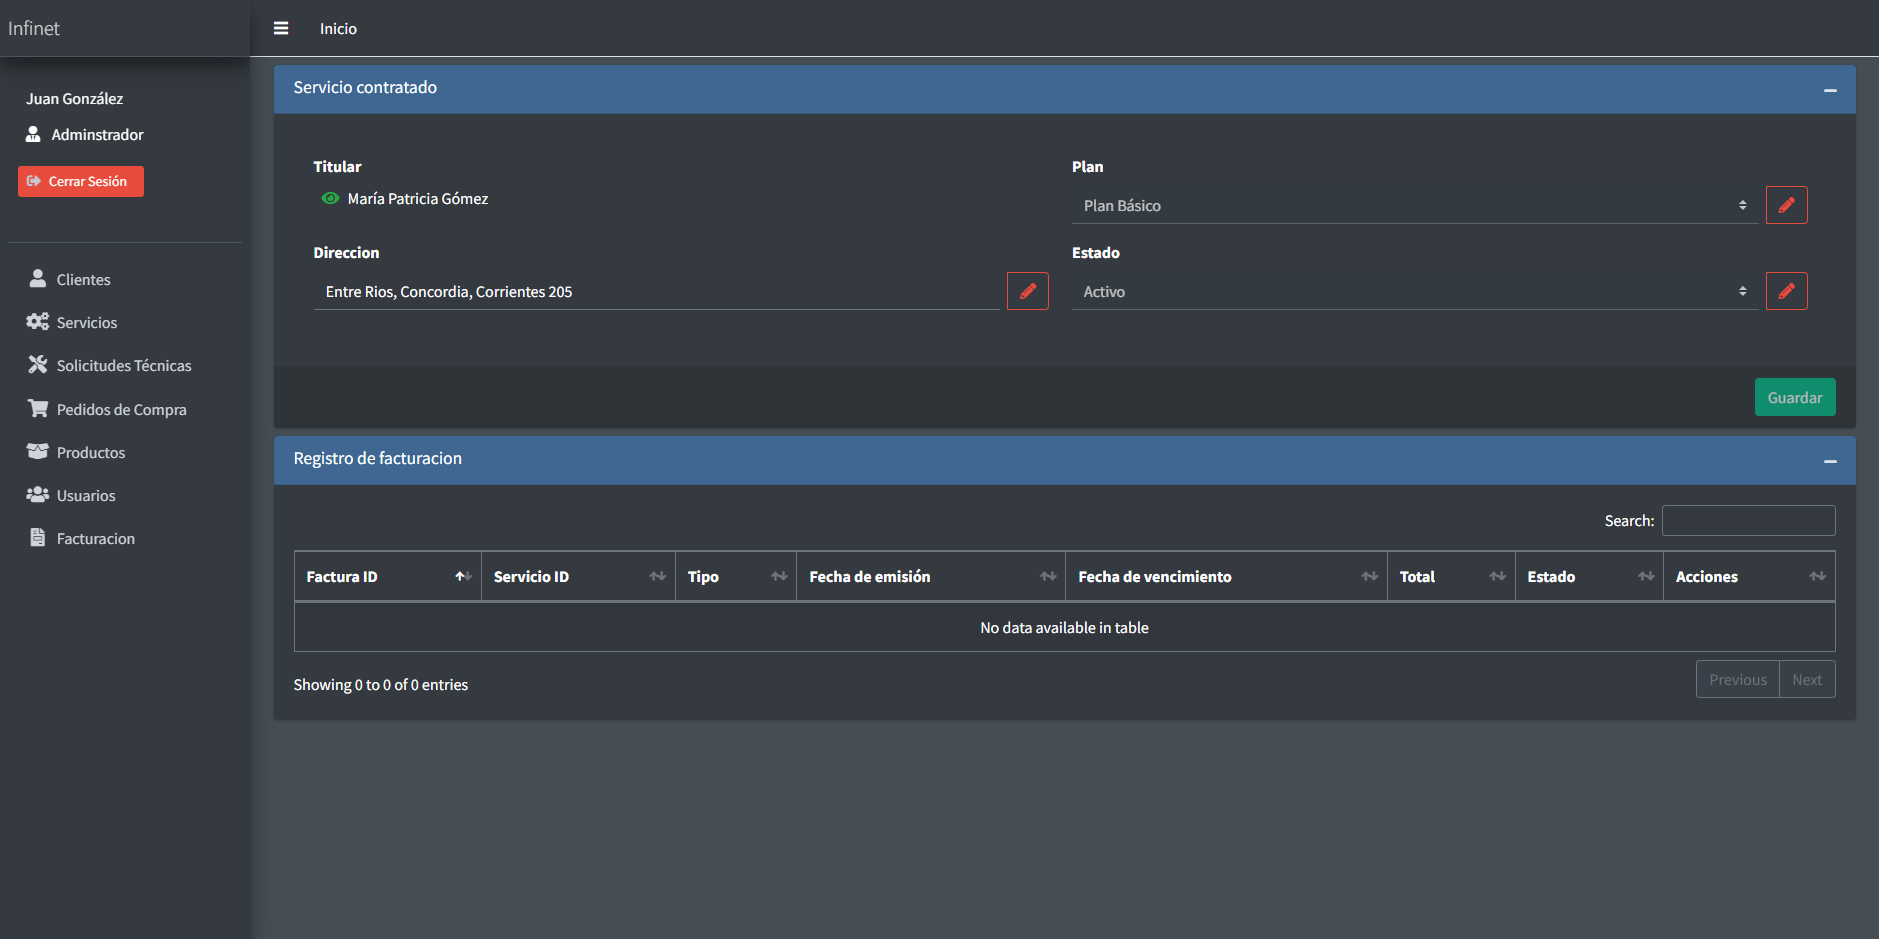 Infinet
Inicio
Juan González
Adminstrador
Cerrar Sesión
Clientes
Servicios
Solicitudes Técnicas
Pedidos de Compra
Productos
Usuarios
Facturacion
Servicio contratado
Titular
María Patricia Gómez
Plan
Plan Básico
Direccion
Entre Rios, Concordia, Corrientes 205
Estado
Activo
Guardar
Registro de facturacion
Search:
Factura ID Servicio ID Tipo Fecha de emisión Fecha de vencimiento Total Estado Acciones
No data available in table
Showing 0 to 0 of 0 entries
Previous Next